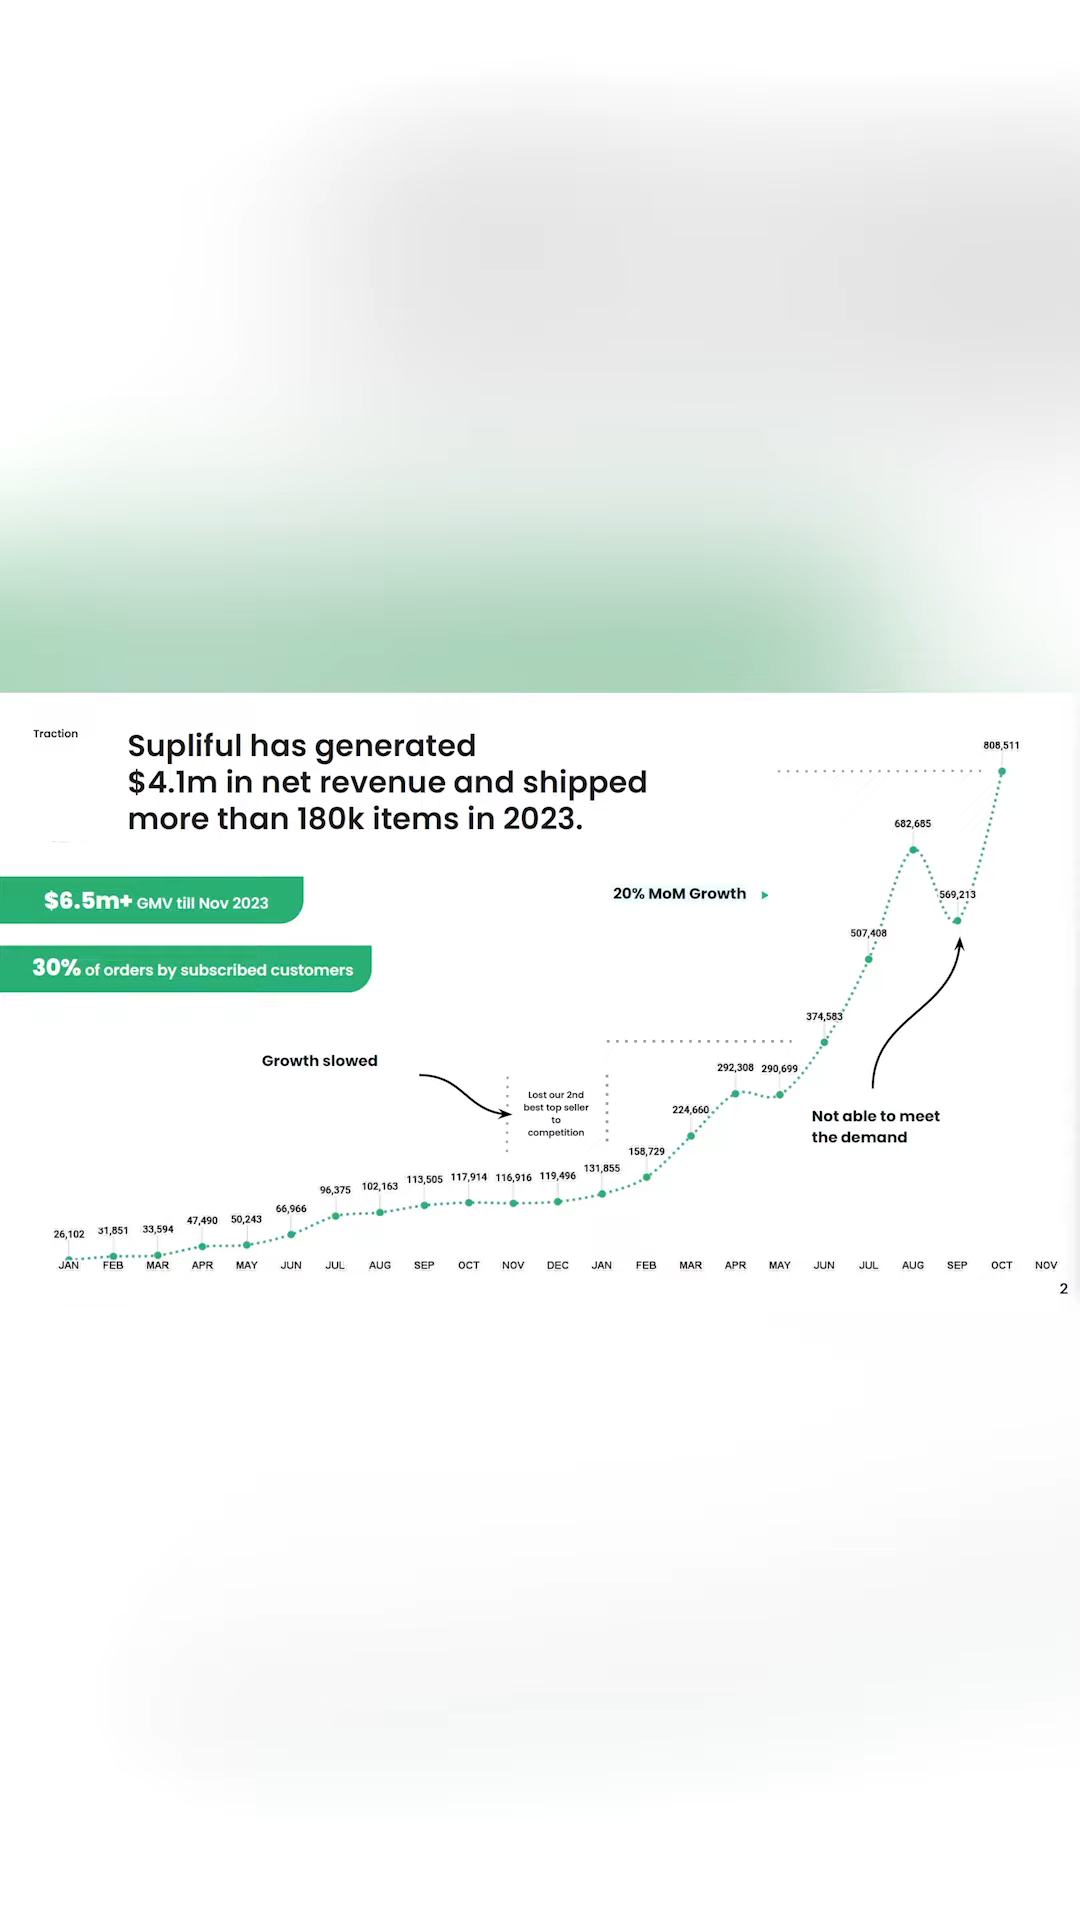 Traction
Supliful has generated
$4.1m in net revenue and shipped
more than 180k items in 2023.
$6.5m+ GMV till Nov 2023
30% of orders by subscribed customers
20% MoM Growth
Growth slowed
Lost our 2nd
best top seller
to
competition
Not able to meet
the demand
26,102 31,851 33,594 47,490 50,243 66,966 96,375 102,163 113,505 117,914 116,916 119,496 131,855 158,729 224,660 292,308 290,699 374,583 507,408 682,685 569,213 808,511
JAN FEB MAR APR MAY JUN JUL AUG SEP OCT NOV DEC JAN FEB MAR APR MAY JUN JUL AUG SEP OCT NOV
2